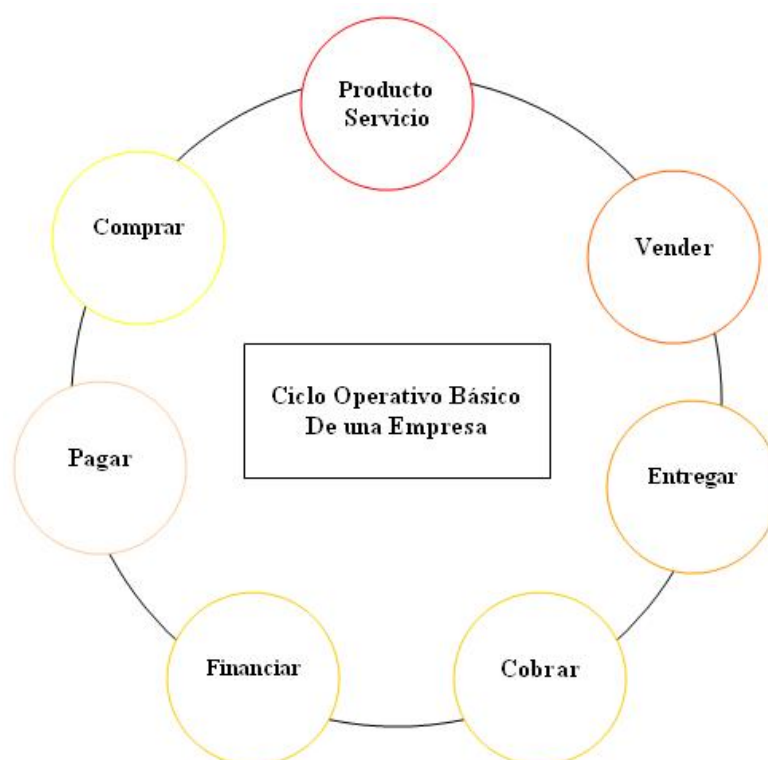 Producto
Servicio
Comprar
Vender
Ciclo Operativo Básico
De una Empresa
Pagar
Entregar
Financiar
Cobrar